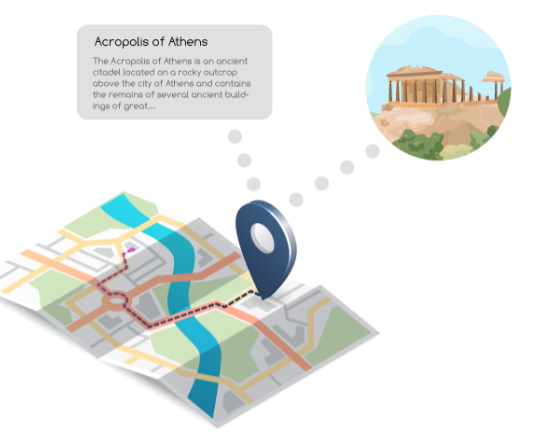 Acropolis of Athens
The Acropolis of Athens is an ancient
citadel located on a rocky outcrop
above the city of Athens and contains
the remains of several ancient build-
ings of great...